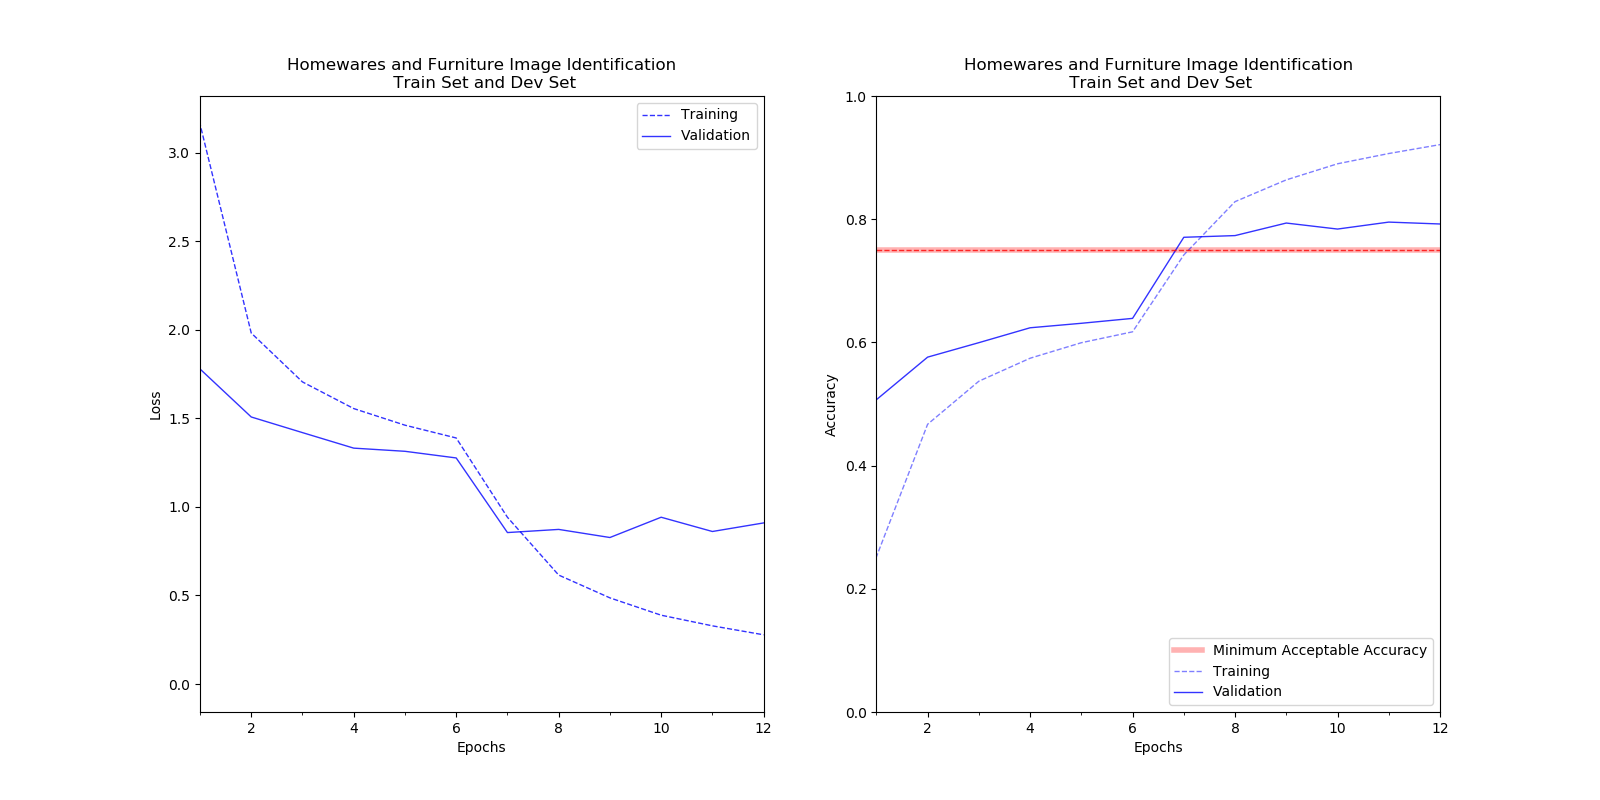 Homewares and Furniture Image Identification
Train Set and Dev Set
Training
Validation
3.0
2.5
2.0
1.5
1.0
0.5
0.0
Loss
2 4 6 8 10 12
Epochs
Homewares and Furniture Image Identification
Train Set and Dev Set
1.0
0.8
0.6
0.4
0.2
0.0
Accuracy
Minimum Acceptable Accuracy
Training
Validation
2 4 6 8 10 12
Epochs